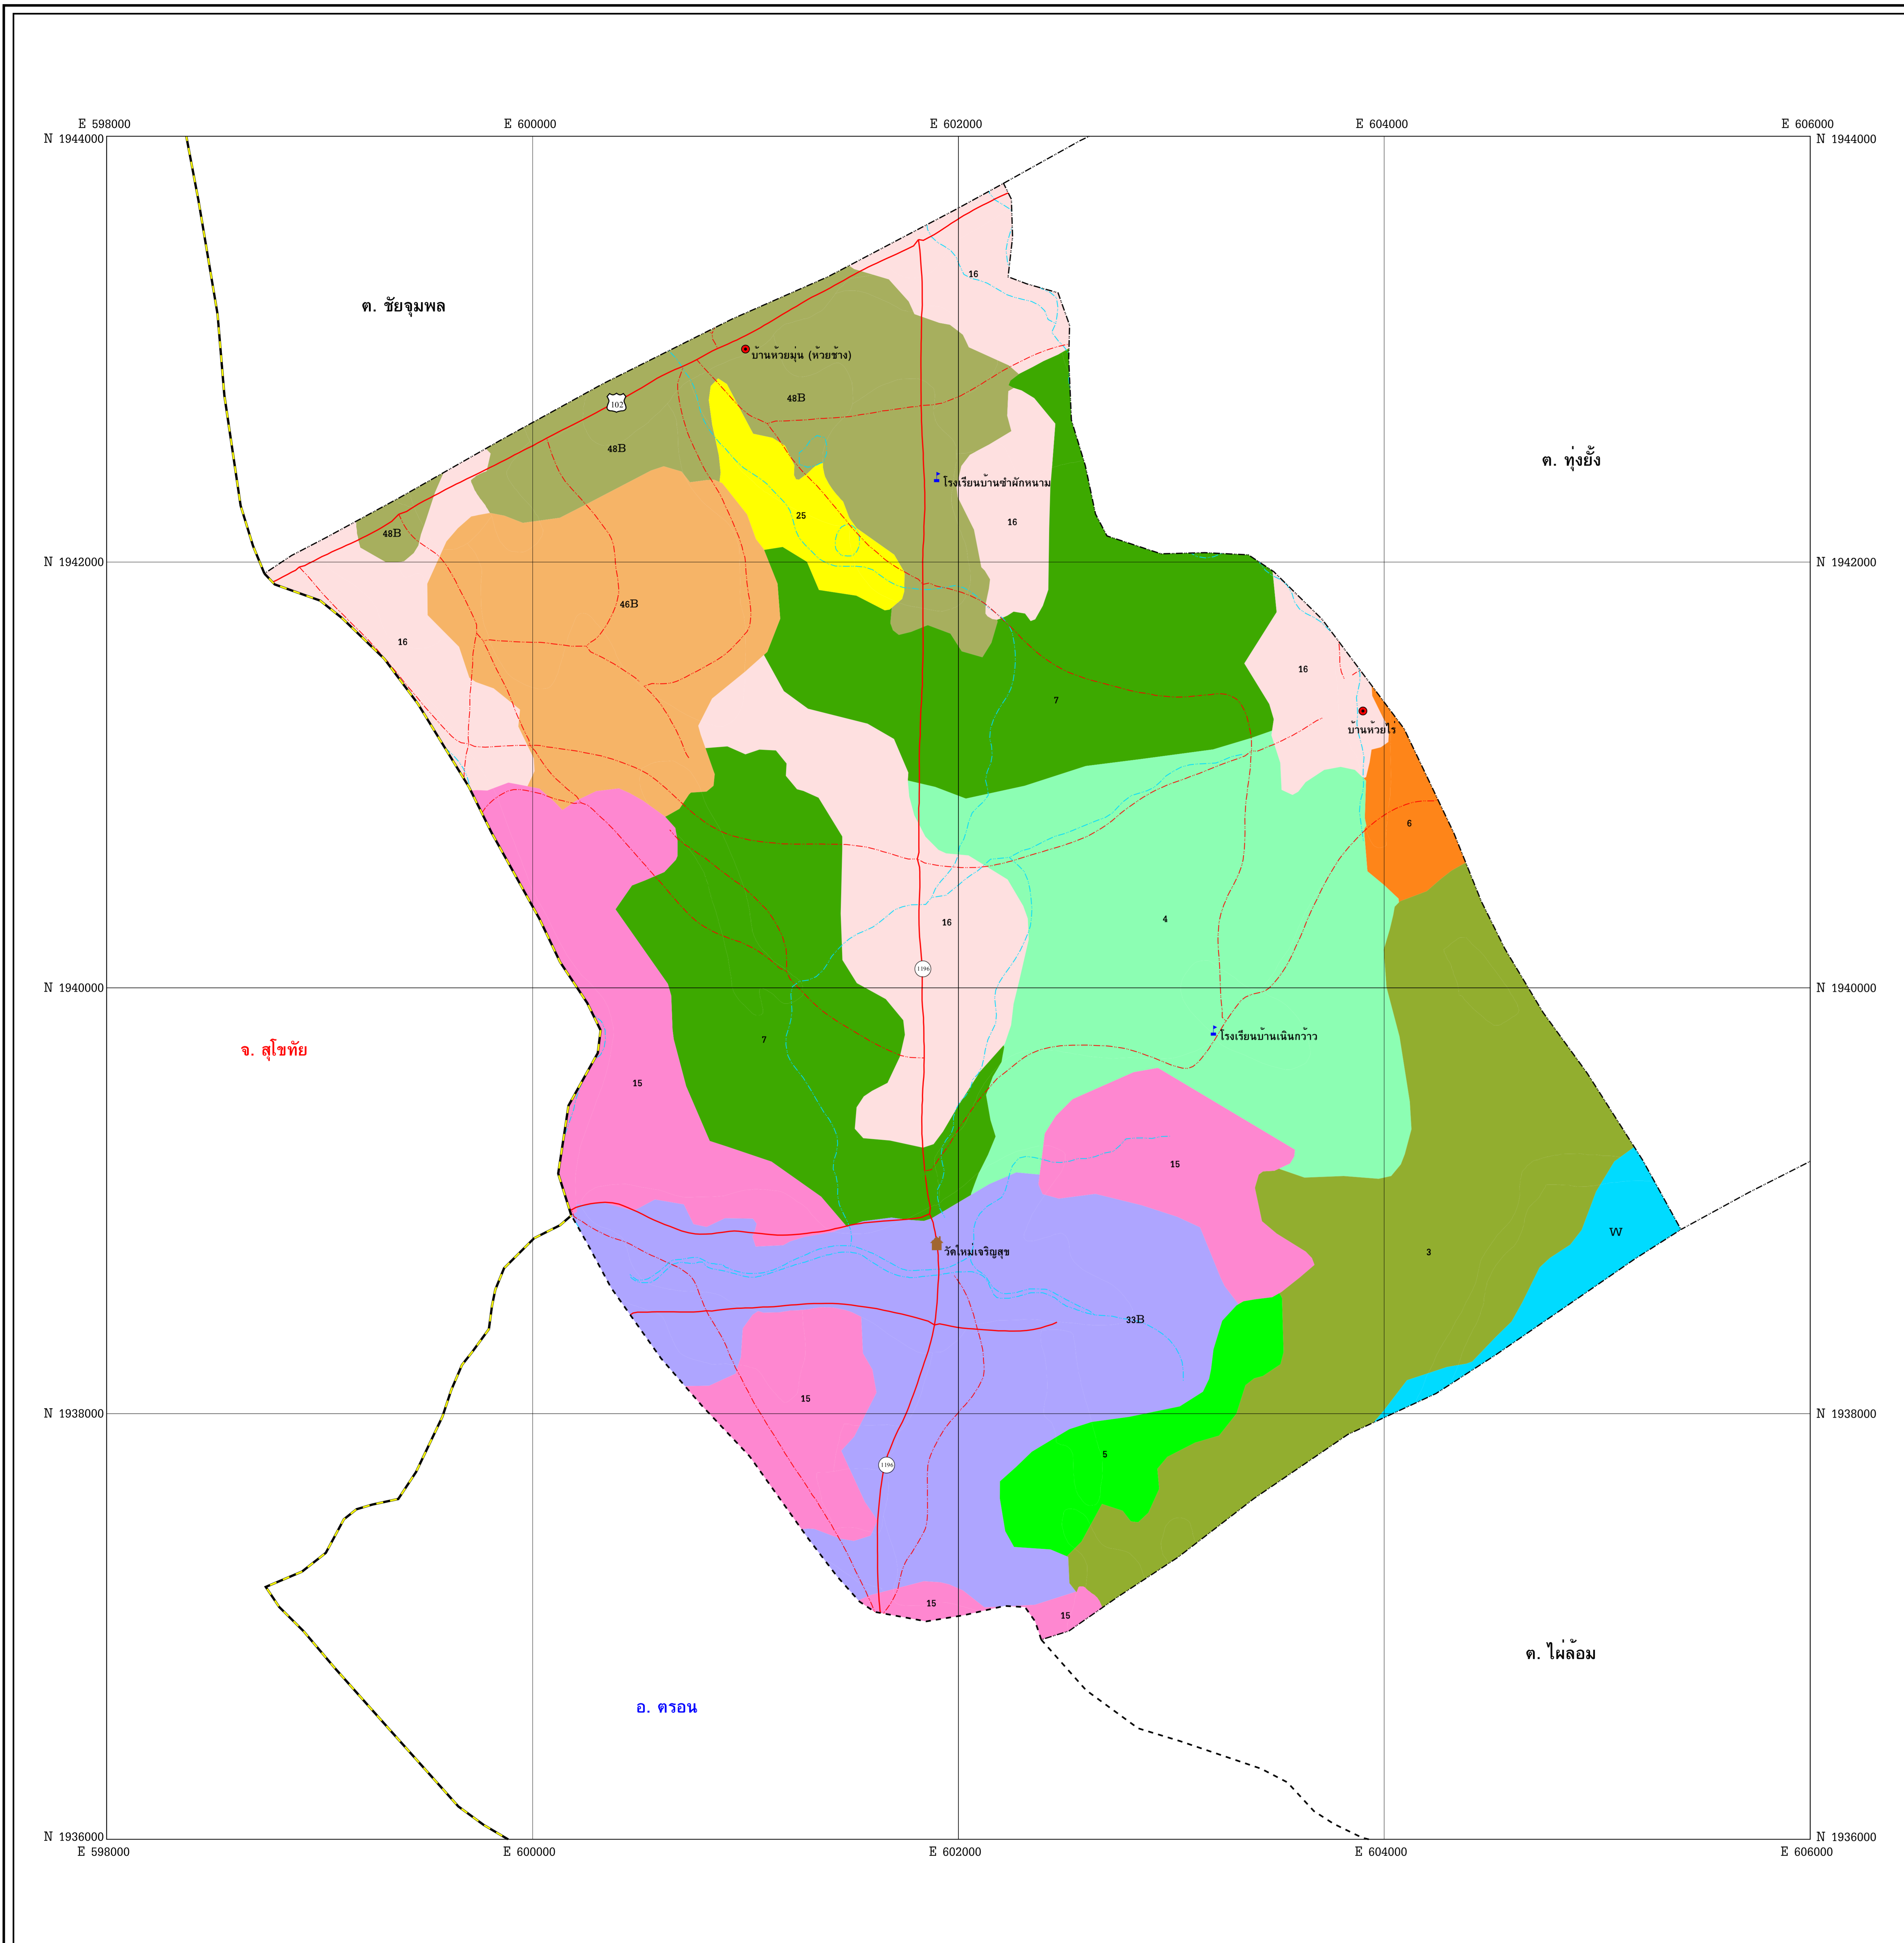 E 598000
E 600000
E 602000
E 604000
E 606000
N 1944000
N 1944000
16
ต. ชัยจุมพล
บ้านห้วยมุ่น (ห้วยช้าง)
48B
102
48B
ต. ทุ่งยั้ง
โรงเรียนบ้านซำผักหนาม
25
16
48B
N 1942000
N 1942000
46B
16
16
7
บ้านห้วยไร่
6
4
16
1196
N 1940000
N 1940000
โรงเรียนบ้านเนินกว้าว
7
จ. สุโขทัย
15
15
W
วัดใหม่เจริญสุข
3
33B
15
N 1938000
N 1938000
5
1196
15
15
ต. ไผ่ล้อม
อ. ตรอน
N 1936000
N 1936000
E 598000
E 600000
E 602000
E 604000
E 606000